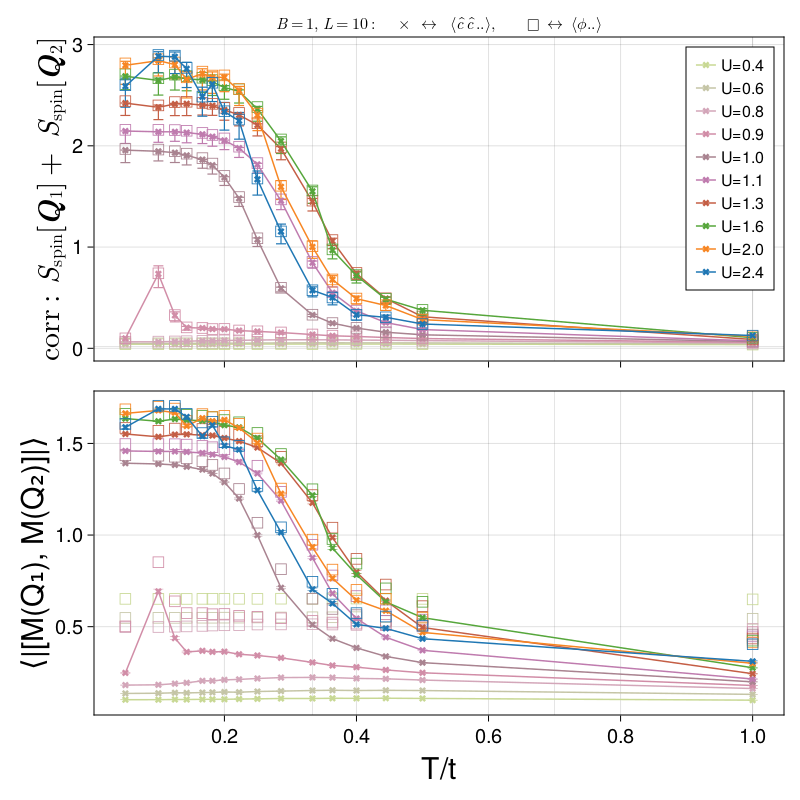 B = 1, L = 10 :    × ↔ ⟨ĉ ĉ ..⟩,    □ ↔ ⟨ϕ..⟩
corr : S_spin[Q₁] + S_spin[Q₂]
3
2
1
0
U=0.4
U=0.6
U=0.8
U=0.9
U=1.0
U=1.1
U=1.3
U=1.6
U=2.0
U=2.4
⟨|[M(Q₁), M(Q₂)]|⟩
1.5
1.0
0.5
0.2 0.4 0.6 0.8 1.0
T/t